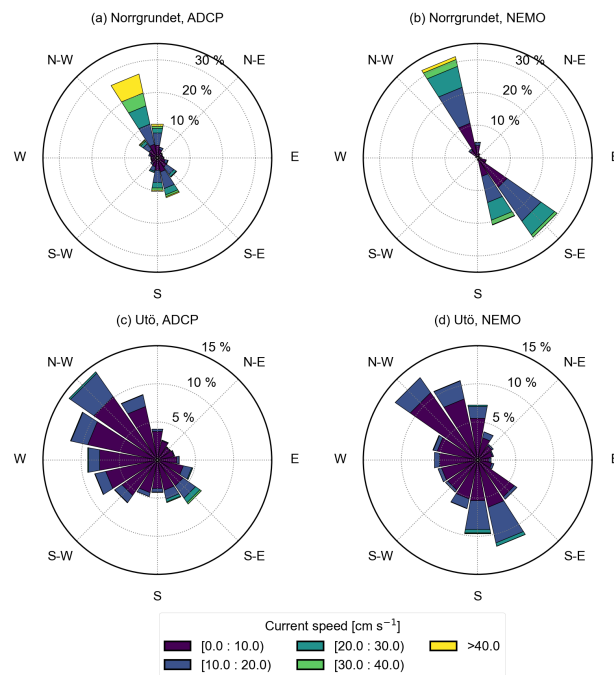 (a) Norrgrundet, ADCP
(b) Norrgrundet, NEMO
N-W 30 % N-E
20 %
10 %
W
S-W S-E
S
N-W 30 % N-E
20 %
10 %
E W E
S-W S-E
S
(c) Utö, ADCP
(d) Utö, NEMO
N-W 15 % N-E
10 %
5 %
W
S-W S-E
S
N-W 15 % N-E
10 %
5 %
E W E
S-W S-E
S
Current speed [cm s⁻¹]
[0.0 : 10.0) [20.0 : 30.0) >40.0
[10.0 : 20.0) [30.0 : 40.0)